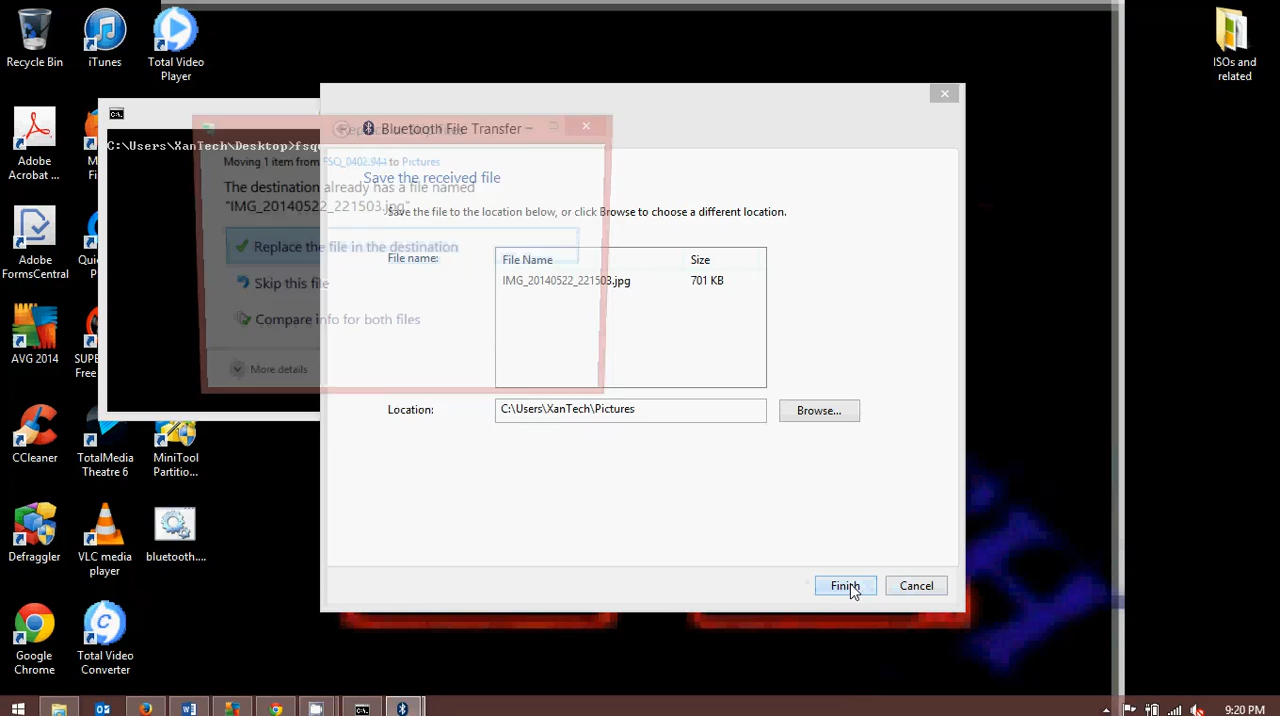 Recycle Bin
iTunes
Total Video
Player
ISOs and
related
Adobe
Acrobat ...
Adobe
FormsCentral
AVG 2014
SUPE
Free
CCleaner
TotalMedia
Theatre 6
MiniTool
Partitio...
Defraggler
VLC media
player
bluetooth....
Google
Chrome
Total Video
Converter
C:\Users\XanTech\Desktop>fsqu
Bluetooth File Transfer
Moving 1 item from FSQ_0402.944 to Pictures
Save the received file
The destination already has a file named
"IMG_20140522_221503.jpg"
Save the file to the location below, or click Browse to choose a different location.
Replace the file in the destination
File name:
File Name
Size
Skip this file
IMG_20140522_221503.jpg
701 KB
Compare info for both files
More details
Location:
C:\Users\XanTech\Pictures
Browse...
Finish
Cancel
9:20 PM